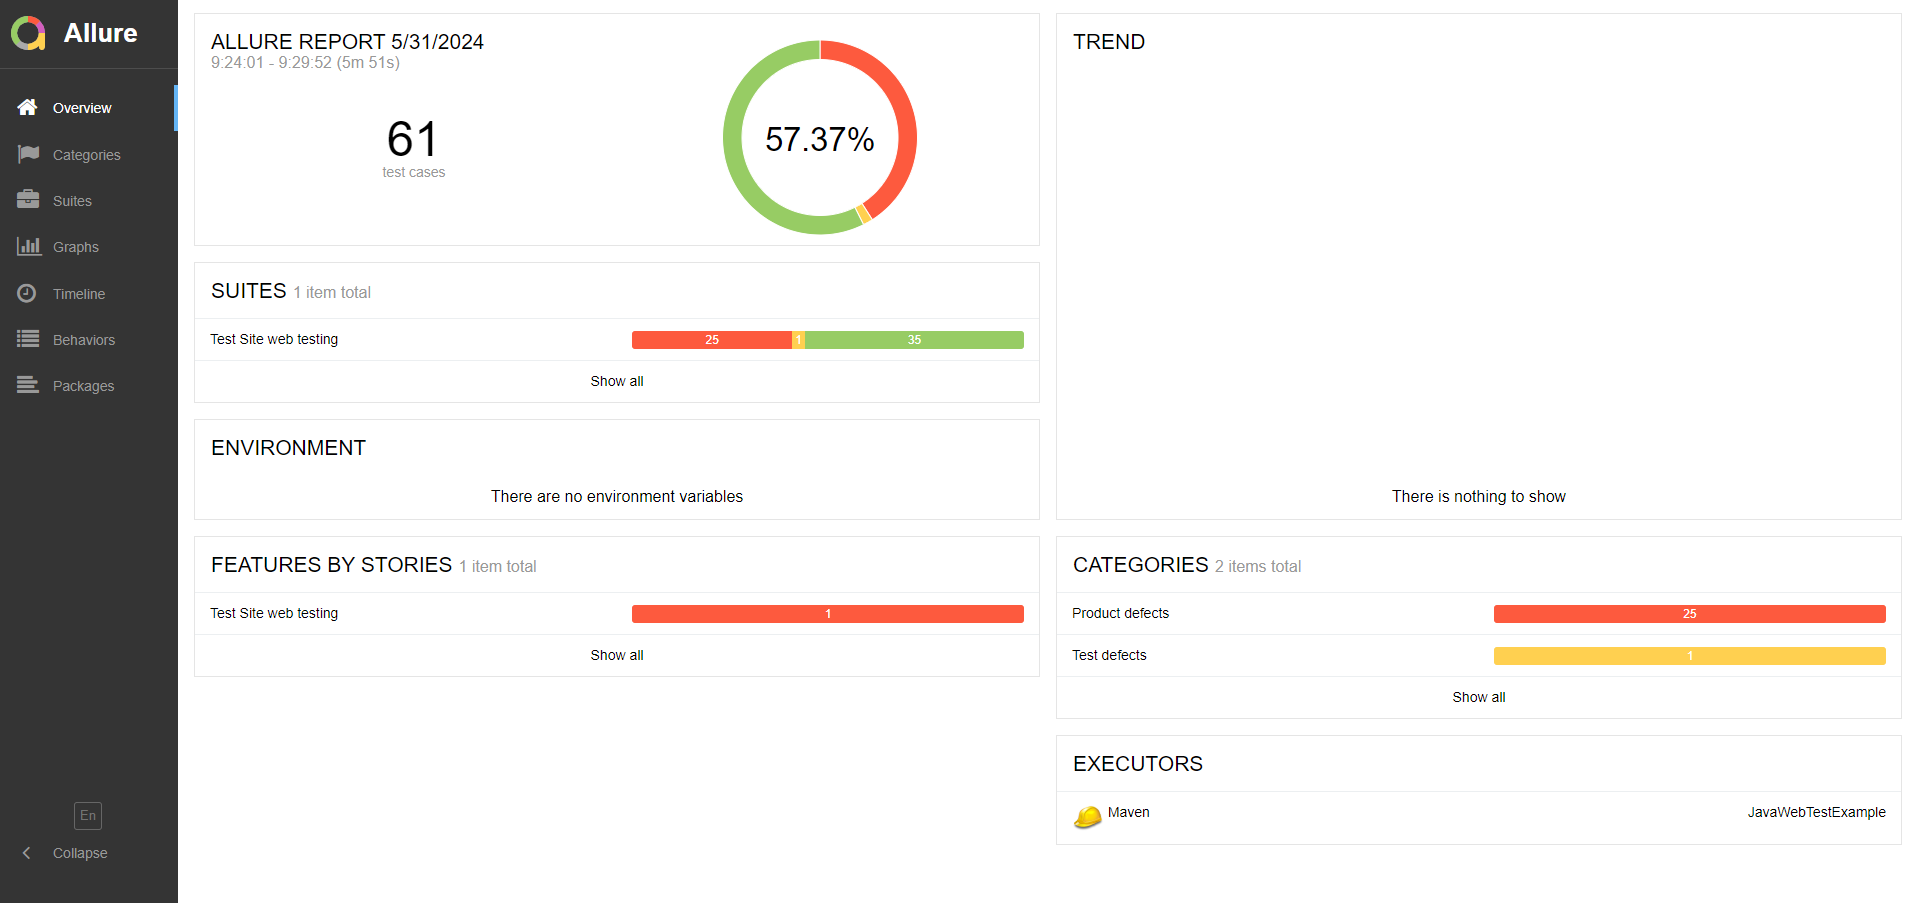 Allure
Overview
Categories
Suites
Graphs
Timeline
Behaviors
Packages
En
Collapse
ALLURE REPORT 5/31/2024
9:24:01 - 9:29:52 (5m 51s)
61
test cases
57.37%
SUITES 1 item total
Test Site web testing 25 1 35
Show all
ENVIRONMENT
There are no environment variables
FEATURES BY STORIES 1 item total
Test Site web testing 1
Show all
TREND
There is nothing to show
CATEGORIES 2 items total
Product defects 25
Test defects 1
Show all
EXECUTORS
Maven JavaWebTestExample